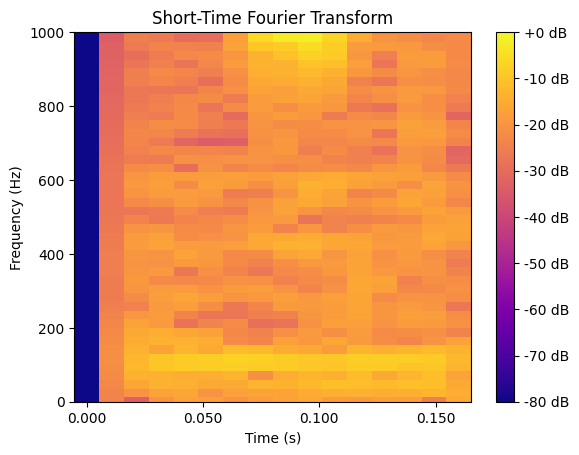 Short-Time Fourier Transform
Frequency (Hz)
1000
800
600
400
200
0
0.000
0.050
0.100
0.150
Time (s)
+0 dB
-10 dB
-20 dB
-30 dB
-40 dB
-50 dB
-60 dB
-70 dB
-80 dB